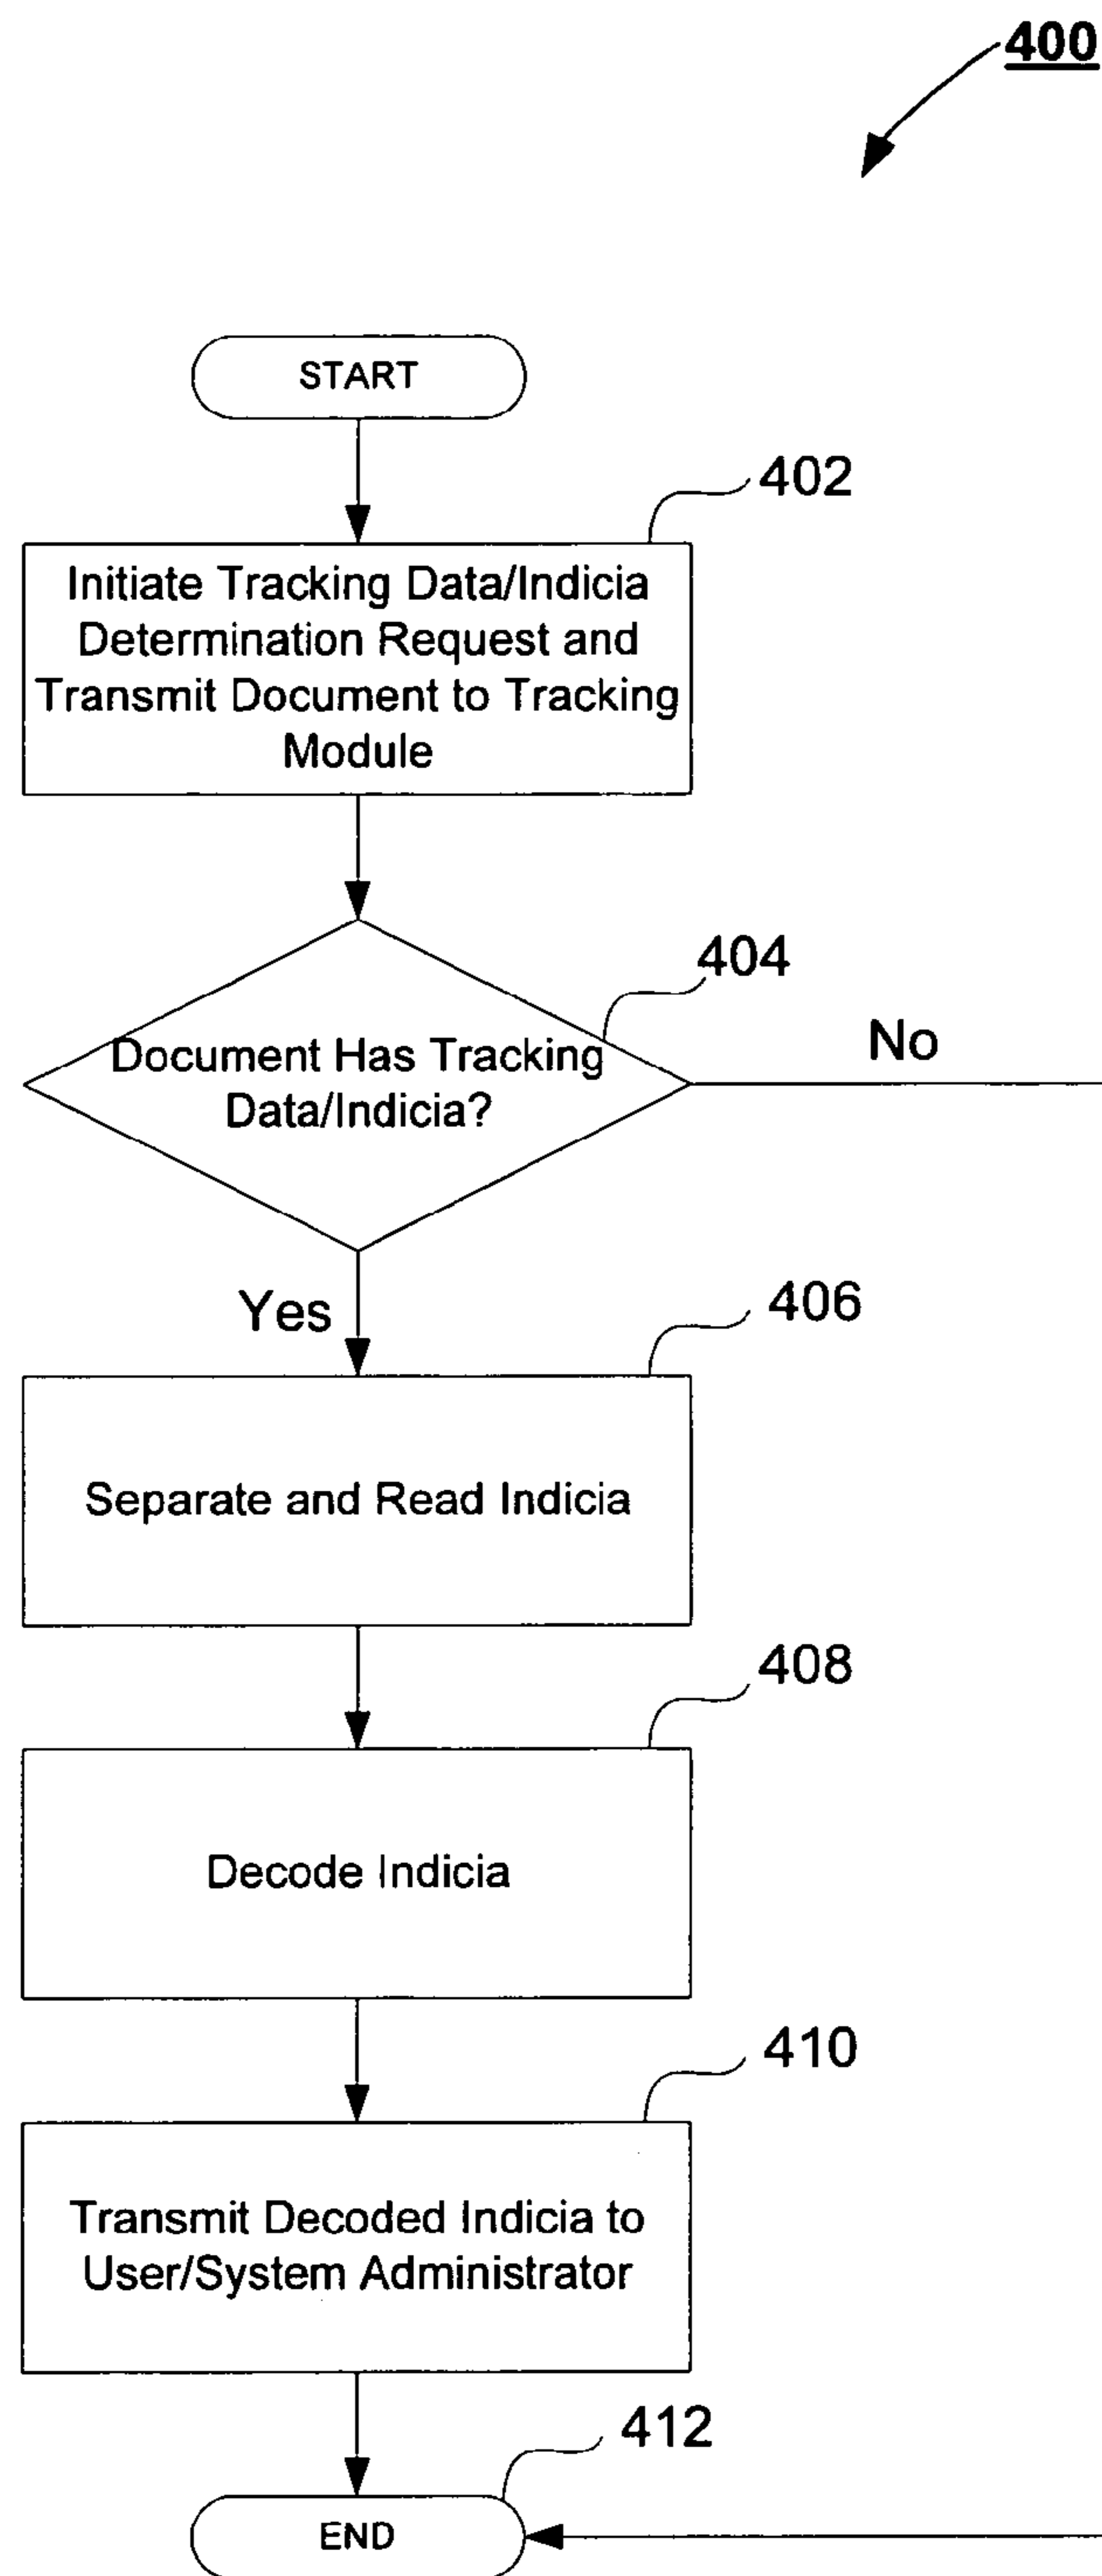 400
START
402
Initiate Tracking Data/Indicia
Determination Request and
Transmit Document to Tracking
Module
404
Document Has Tracking
Data/Indicia?
No
Yes
406
Separate and Read Indicia
408
Decode Indicia
410
Transmit Decoded Indicia to
User/System Administrator
412
END